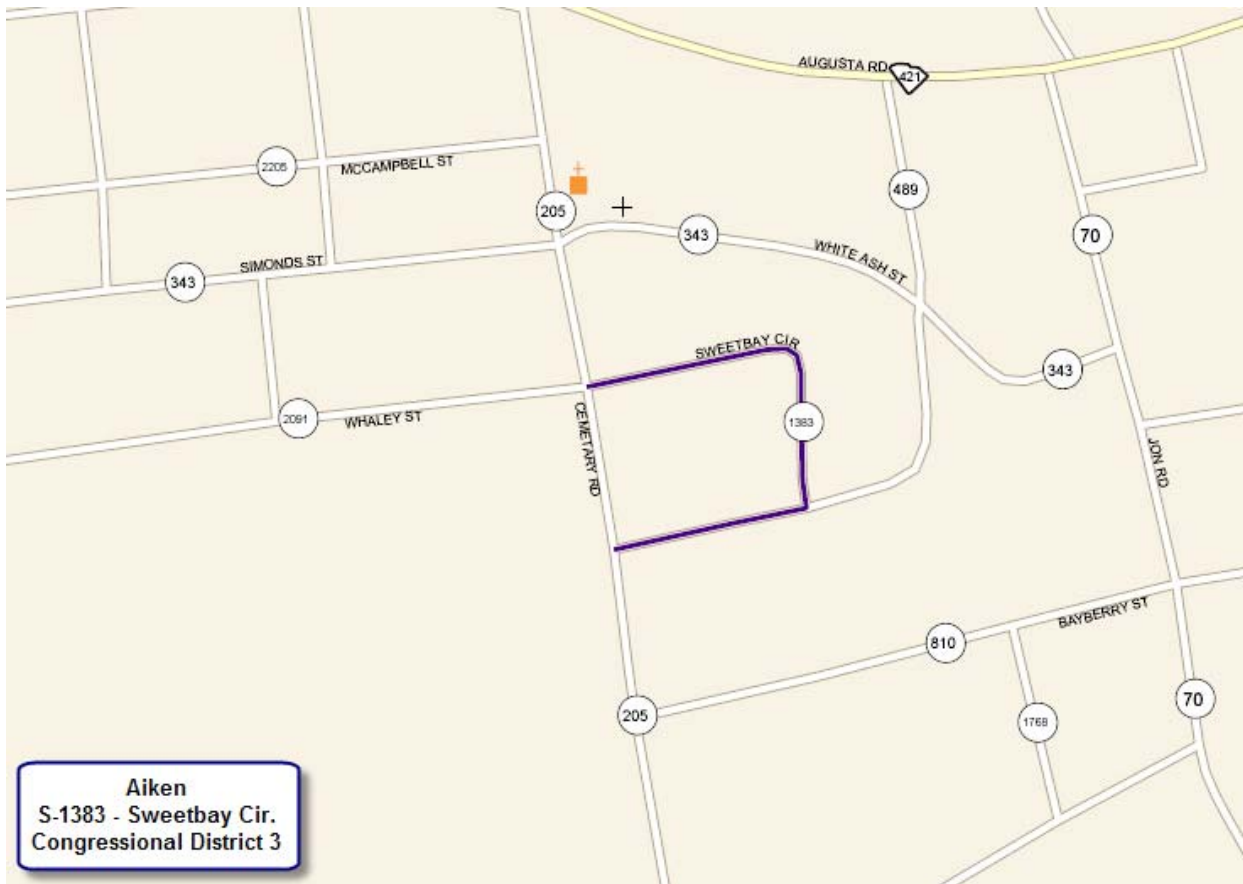 AUGUSTA RD
421
2205
MCCAMPBELL ST
489
205
70
343
WHITE ASH ST
SIMONDS ST
343
SWEETBAY CIR
343
2091
WHALEY ST
CEMETARY RD
1383
JON RD
BAYBERRY ST
810
205
1768
70
Aiken
S-1383 - Sweetbay Cir.
Congressional District 3